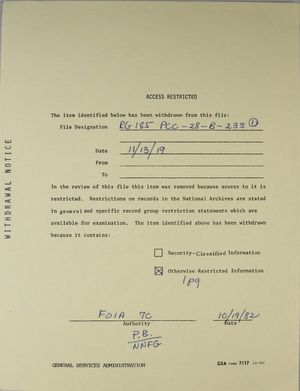 ACCESS RESTRICTED
The item identified below has been withdrawn from this file:
File Designation RG 185 PCC-28-B-233 ①
Date 11/13/19
From
To
In the review of this file this item was removed because access to it is
restricted. Restrictions on records in the National Archives are stated
in general and specific record group restriction statements which are
available for examination. The item identified above has been withdrawn
because it contains:
Security-Classified Information
☒ Otherwise Restricted Information
1pg
FOIA 7C 10/19/82
Authority Date
P.B.
NNFG
GENERAL SERVICES ADMINISTRATION GSA FORM 7117
WITHDRAWAL NOTICE